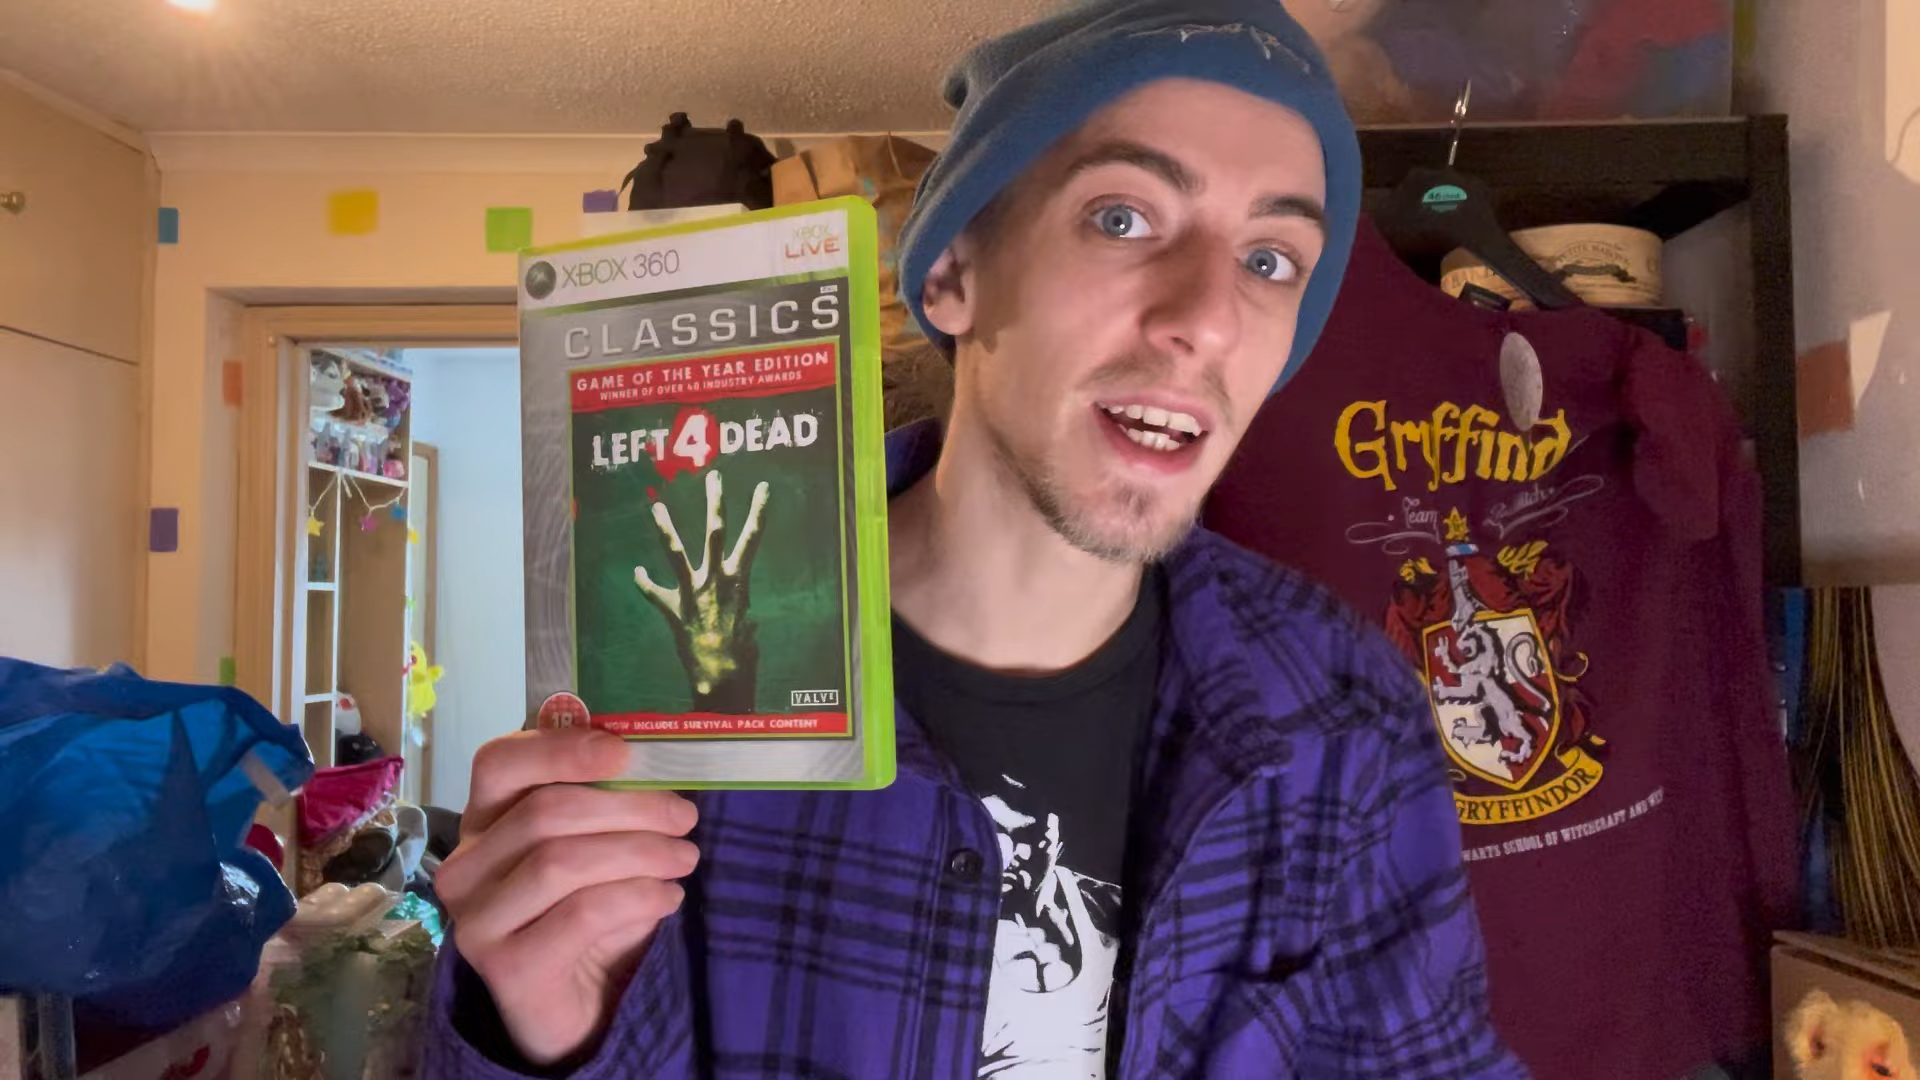 XBOX 360
XBOX
LIVE
CLASSICS
GAME OF THE YEAR EDITION
WINNER OF OVER 40 INDUSTRY AWARDS
LEFT 4 DEAD
VALVE
18
NOW INCLUDES SURVIVAL PACK CONTENT
Gryffind
Team
GRYFFINDOR
WARTS SCHOOL OF WITCHCRAFT AND